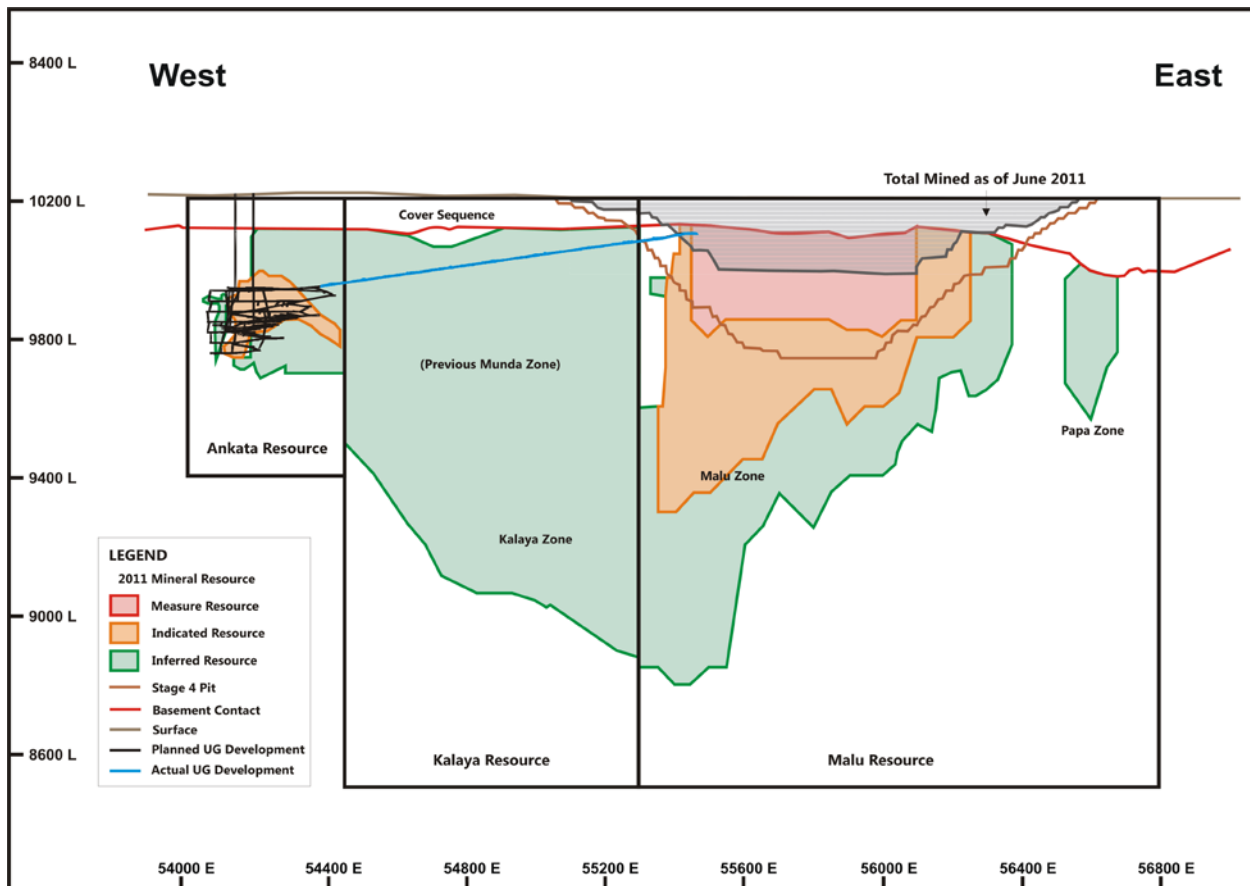 8400 L
West
East
Total Mined as of June 2011
10200 L
Cover Sequence
9800 L
(Previous Munda Zone)
Papa Zone
Ankata Resource
9400 L
Malu Zone
Kalaya Zone
LEGEND
2011 Mineral Resource
Measure Resource
Indicated Resource
Inferred Resource
Stage 4 Pit
Basement Contact
Surface
Planned UG Development
Actual UG Development
9000 L
8600 L
Kalaya Resource
Malu Resource
54000 E
54400 E
54800 E
55200 E
55600 E
56000 E
56400 E
56800 E